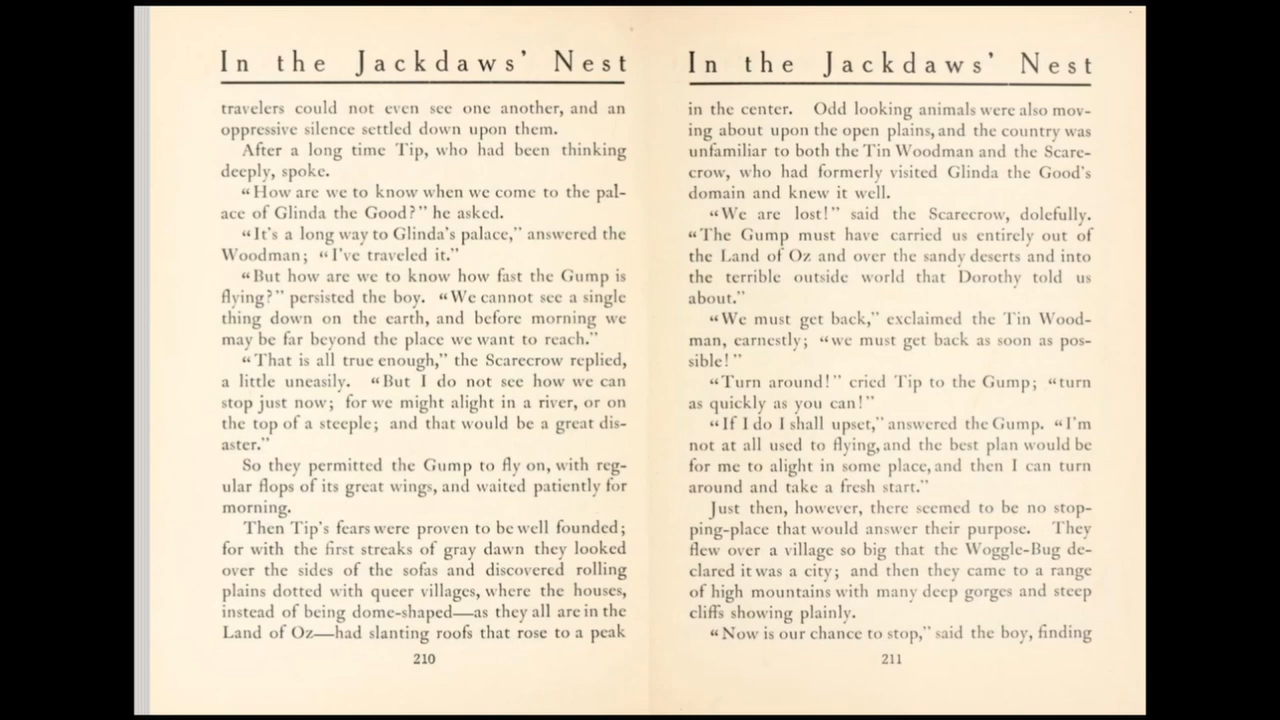 In the Jackdaws' Nest
travelers could not even see one another, and an
oppressive silence settled down upon them.
After a long time Tip, who had been thinking
deeply, spoke.
“How are we to know when we come to the pal-
ace of Glinda the Good?” he asked.
“It's a long way to Glinda's palace,” answered the
Woodman; “I've traveled it.”
“But how are we to know how fast the Gump is
flying?” persisted the boy. “We cannot see a single
thing down on the earth, and before morning we
may be far beyond the place we want to reach.”
“That is all true enough,” the Scarecrow replied,
a little uneasily. “But I do not see how we can
stop just now; for we might alight in a river, or on
the top of a steeple; and that would be a great dis-
aster.”
So they permitted the Gump to fly on, with reg-
ular flops of its great wings, and waited patiently for
morning.
Then Tip's fears were proven to be well founded;
for with the first streaks of gray dawn they looked
over the sides of the sofas and discovered rolling
plains dotted with queer villages, where the houses,
instead of being dome-shaped—as they all are in the
Land of Oz—had slanting roofs that rose to a peak
210
In the Jackdaws' Nest
in the center. Odd looking animals were also mov-
ing about upon the open plains, and the country was
unfamiliar to both the Tin Woodman and the Scare-
crow, who had formerly visited Glinda the Good's
domain and knew it well.
“We are lost!” said the Scarecrow, dolefully.
“The Gump must have carried us entirely out of
the Land of Oz and over the sandy deserts and into
the terrible outside world that Dorothy told us
about.”
“We must get back,” exclaimed the Tin Wood-
man, earnestly; “we must get back as soon as pos-
sible!”
“Turn around!” cried Tip to the Gump; “turn
as quickly as you can!”
“If I do I shall upset,” answered the Gump. “I'm
not at all used to flying, and the best plan would be
for me to alight in some place, and then I can turn
around and take a fresh start.”
Just then, however, there seemed to be no stop-
ping-place that would answer their purpose. They
flew over a village so big that the Woggle-Bug de-
clared it was a city; and then they came to a range
of high mountains with many deep gorges and steep
cliffs showing plainly.
“Now is our chance to stop,” said the boy, finding
211